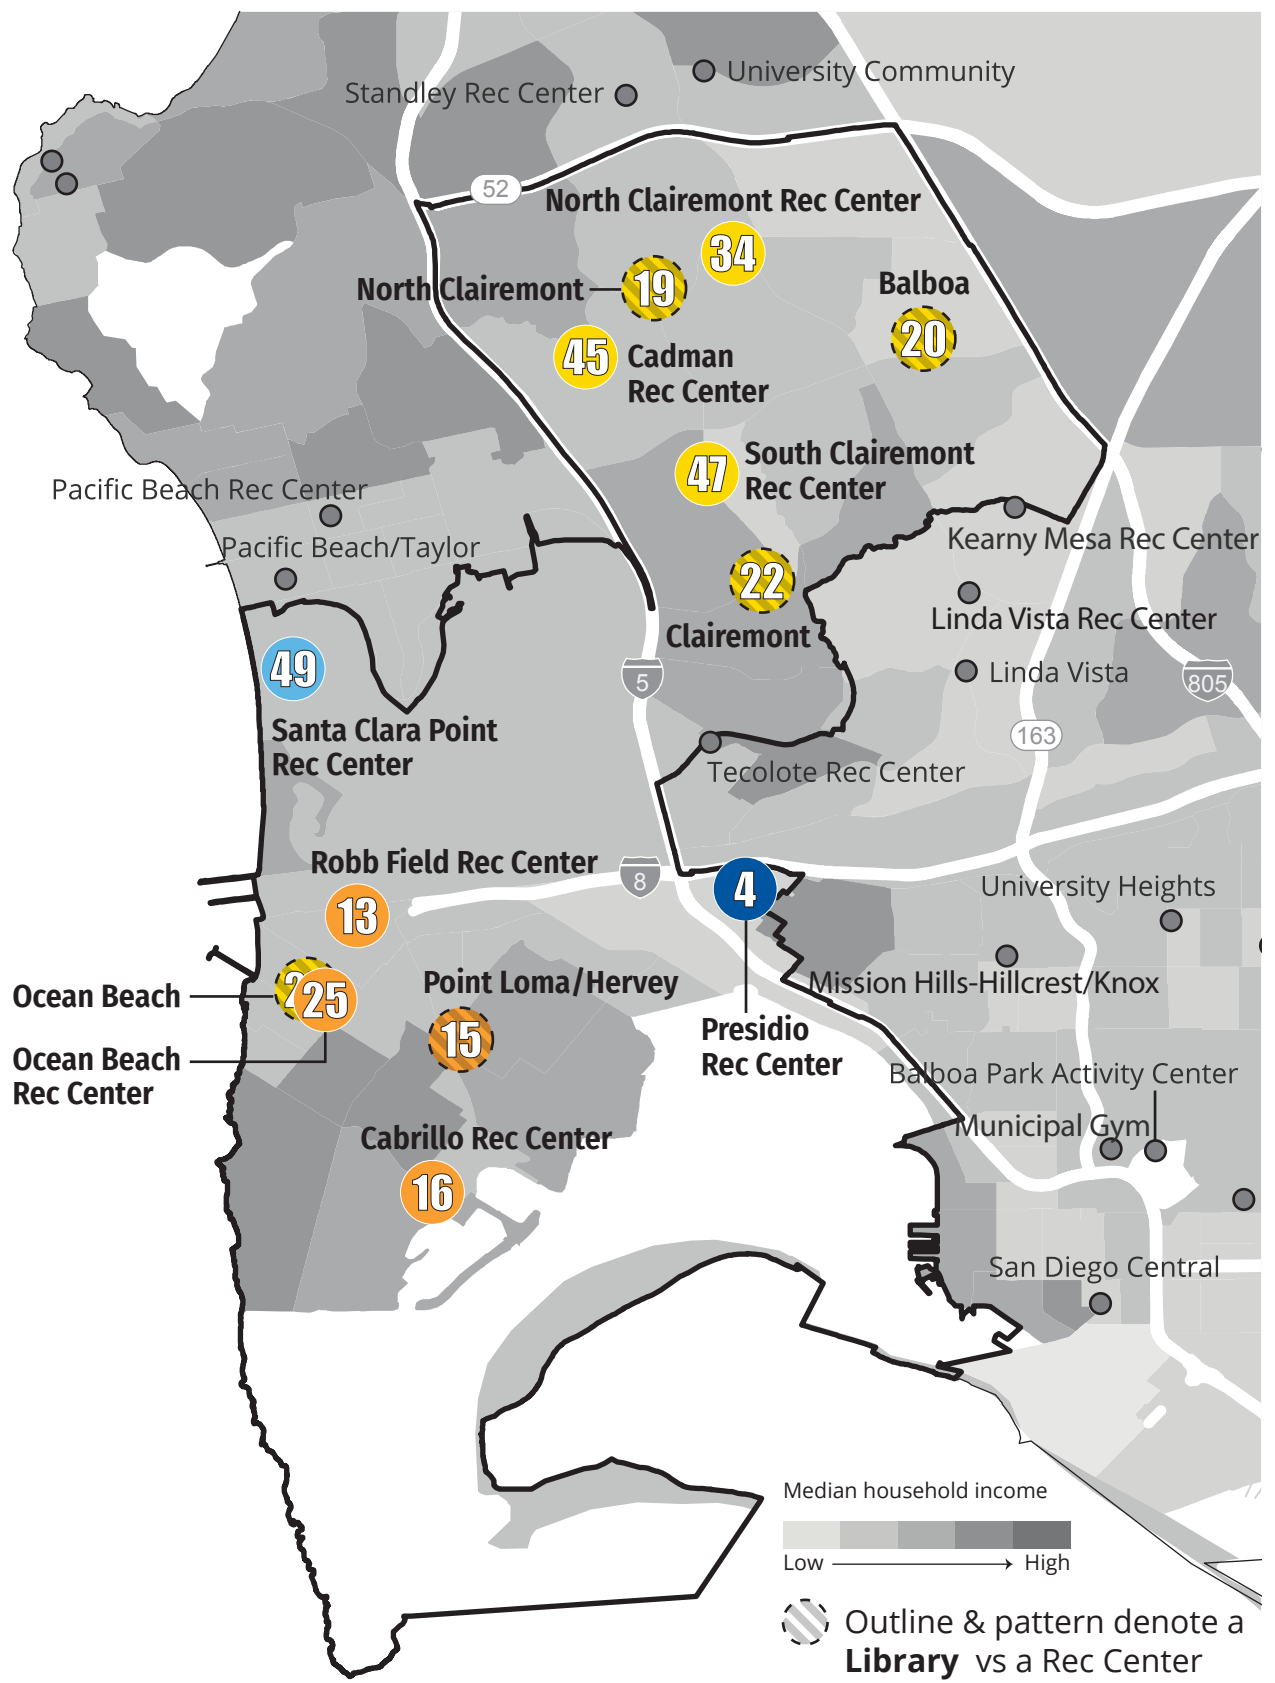 University Community
Standley Rec Center
52
North Clairemont Rec Center
34
North Clairemont
19
Balboa
20
45
Cadman
Rec Center
47
South Clairemont
Rec Center
Pacific Beach Rec Center
Kearny Mesa Rec Center
Pacific Beach/Taylor
22
Linda Vista Rec Center
Clairemont
49
5
Linda Vista
805
Santa Clara Point
Rec Center
163
Tecolote Rec Center
Robb Field Rec Center
8
4
University Heights
13
Ocean Beach
25
Point Loma/Hervey
Mission Hills-Hillcrest/Knox
15
Presidio
Rec Center
Ocean Beach
Rec Center
Balboa Park Activity Center
Municipal Gym
Cabrillo Rec Center
16
San Diego Central
Median household income
Low
High
Outline & pattern denote a
Library vs a Rec Center